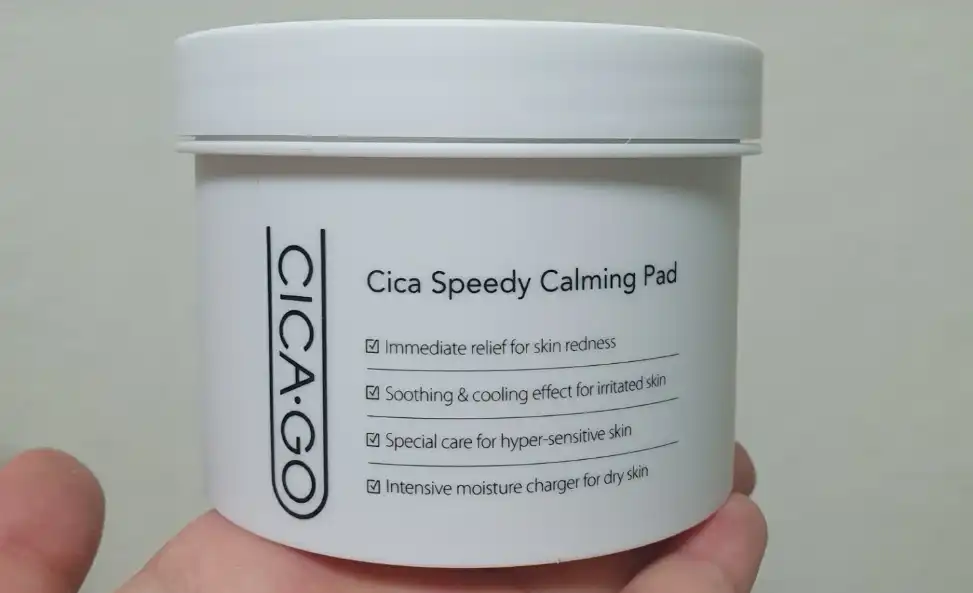 CICA·GO
Cica Speedy Calming Pad
☑ Immediate relief for skin redness
☑ Soothing & cooling effect for irritated skin
☑ Special care for hyper-sensitive skin
☑ Intensive moisture charger for dry skin